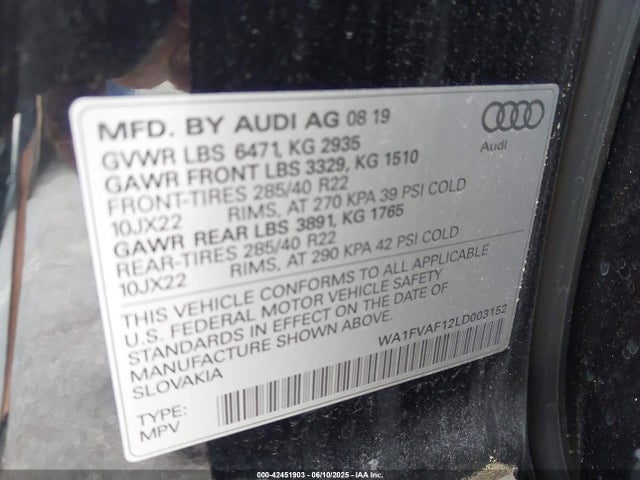 MFD. BY AUDI AG 08 19
Audi
GVWR LBS 6471, KG 2935
GAWR FRONT LBS 3329, KG 1510
FRONT-TIRES 285/40 R22
10JX22 RIMS, AT 270 KPA 39 PSI COLD
GAWR REAR LBS 3891, KG 1765
REAR-TIRES 285/40 R22
10JX22 RIMS, AT 290 KPA 42 PSI COLD
THIS VEHICLE CONFORMS TO ALL APPLICABLE
U.S. FEDERAL MOTOR VEHICLE SAFETY
STANDARDS IN EFFECT ON THE DATE OF
MANUFACTURE SHOWN ABOVE.
SLOVAKIA
WA1FVAF12LD003152
TYPE:
MPV
000-42451903 - 06/10/2025 - IAA Inc.